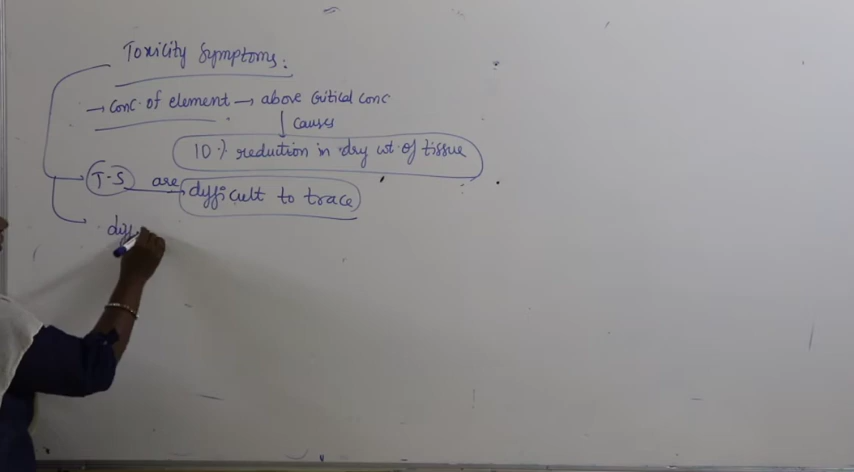 Toxicity Symptoms:
→ Conc. of element → above critical conc
↓ causes
10 % reduction in dry wt. of tissue
T-S are difficult to trace
diff